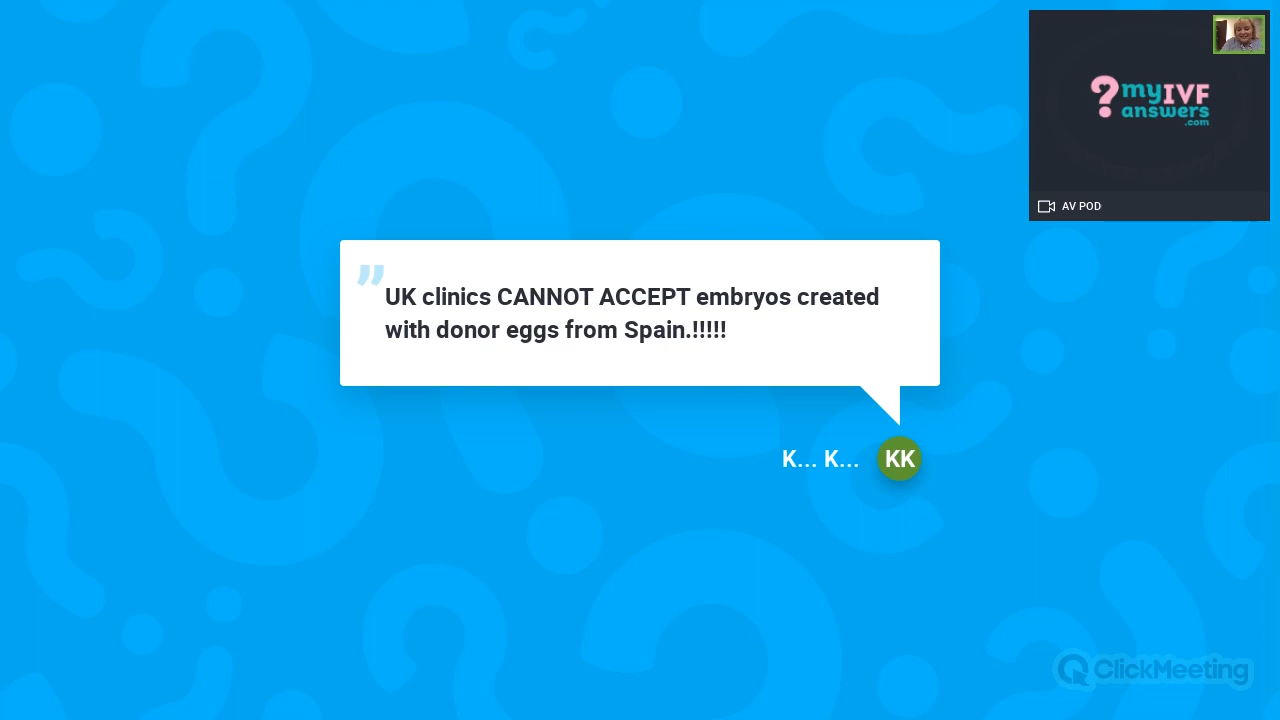 ?myIVF
answers
.com
AV POD
”
UK clinics CANNOT ACCEPT embryos created
with donor eggs from Spain.!!!!!
K... K...
KK
ClickMeeting